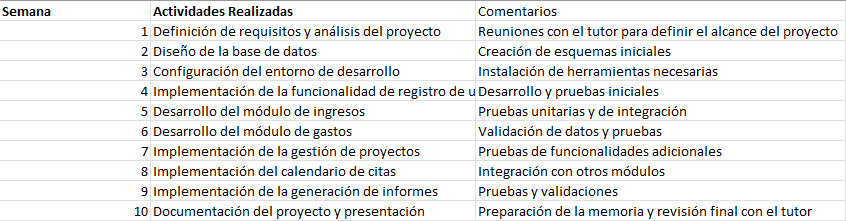 Semana Actividades Realizadas Comentarios
1 Definición de requisitos y análisis del proyecto Reuniones con el tutor para definir el alcance del proyecto
2 Diseño de la base de datos Creación de esquemas iniciales
3 Configuración del entorno de desarrollo Instalación de herramientas necesarias
4 Implementación de la funcionalidad de registro de u Desarrollo y pruebas iniciales
5 Desarrollo del módulo de ingresos Pruebas unitarias y de integración
6 Desarrollo del módulo de gastos Validación de datos y pruebas
7 Implementación de la gestión de proyectos Pruebas de funcionalidades adicionales
8 Implementación del calendario de citas Integración con otros módulos
9 Implementación de la generación de informes Pruebas y validaciones
10 Documentación del proyecto y presentación Preparación de la memoria y revisión final con el tutor